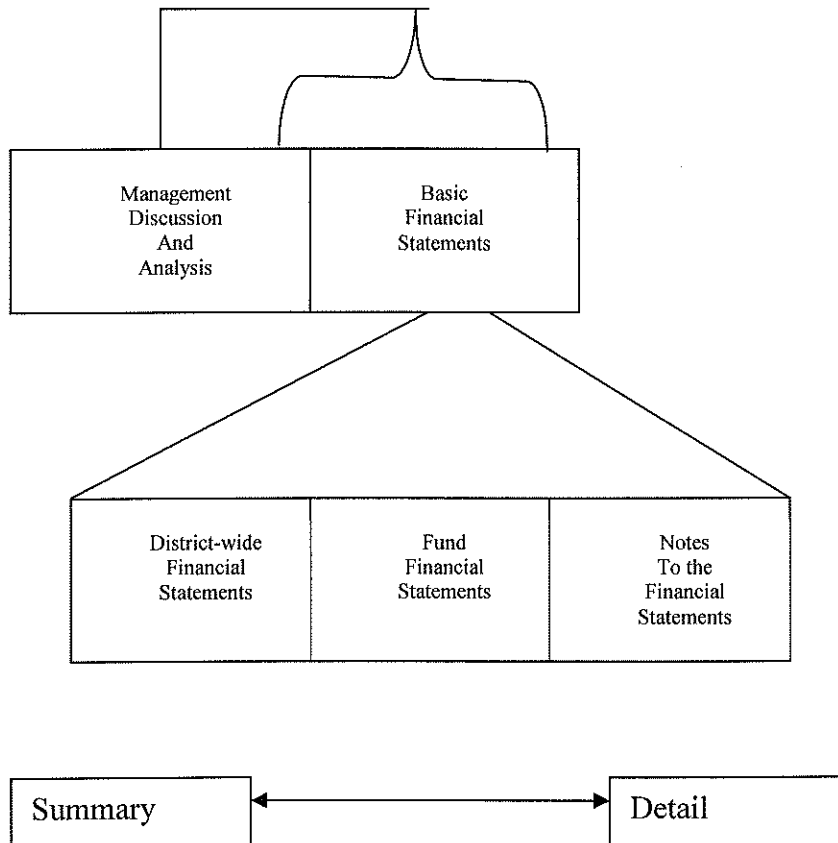 Management
Discussion
And
Analysis
Basic
Financial
Statements
District-wide
Financial
Statements
Fund
Financial
Statements
Notes
To the
Financial
Statements
Summary
Detail